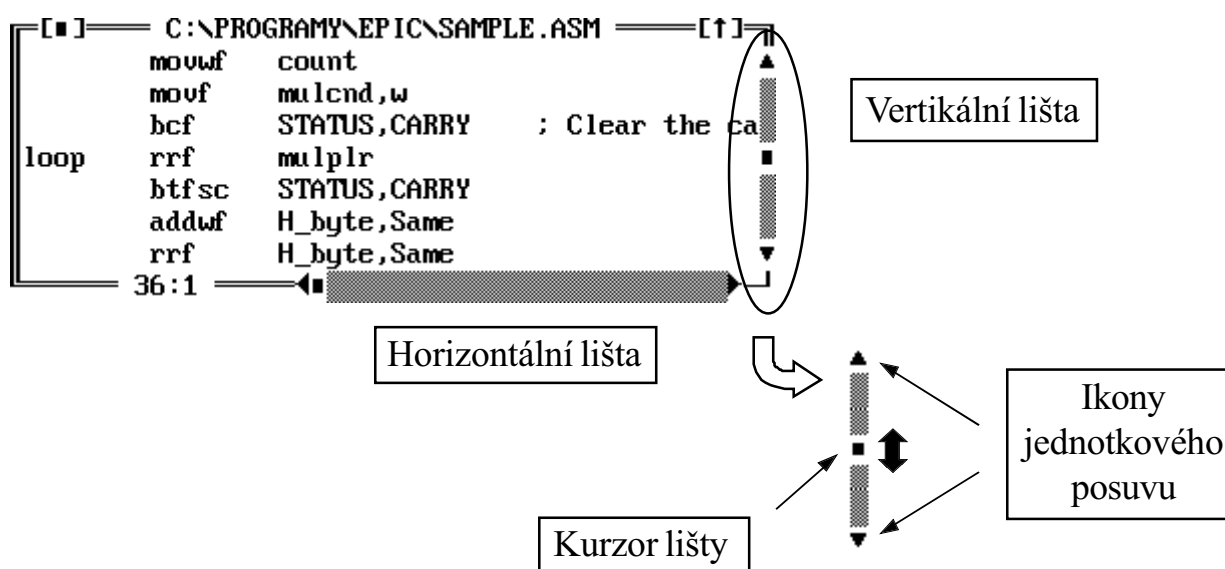 [■] C:\PROGRAMY\EPIC\SAMPLE.ASM [↑]
movwf count
movf mulcnd,w
bcf STATUS,CARRY ; Clear the ca
loop rrf mulplr
btfsc STATUS,CARRY
addwf H_byte,Same
rrf H_byte,Same
36:1
Vertikální lišta
Horizontální lišta
Ikony
jednotkového
posuvu
Kurzor lišty